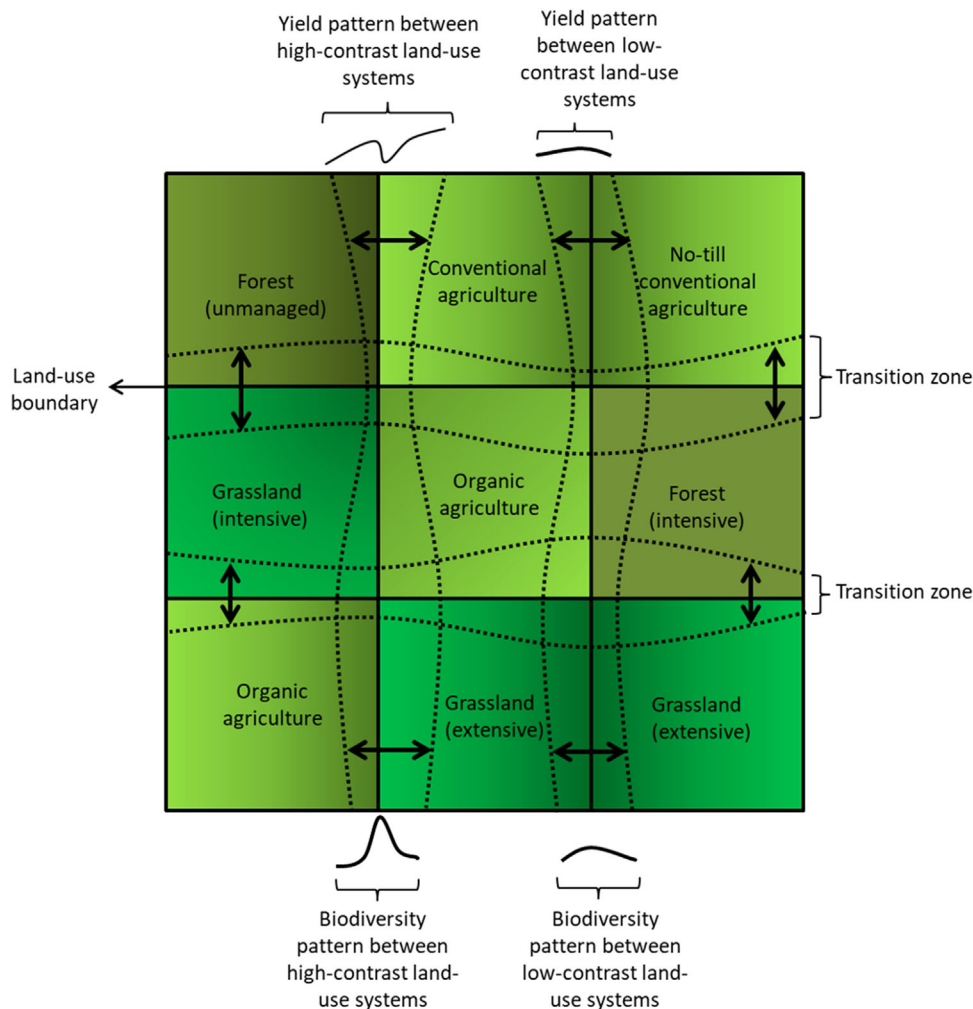 Yield pattern between
high-contrast land-use
systems
Yield
pattern
between low-
contrast land-use
systems
Forest
(unmanaged)
Conventional
agriculture
No-till
conventional
agriculture
Land-use
boundary
Transition zone
Grassland
(intensive)
Organic
agriculture
Forest
(intensive)
Transition zone
Organic
agriculture
Grassland
(extensive)
Grassland
(extensive)
Biodiversity
pattern between
high-contrast land-
use systems
Biodiversity
pattern between
low-contrast land-
use systems